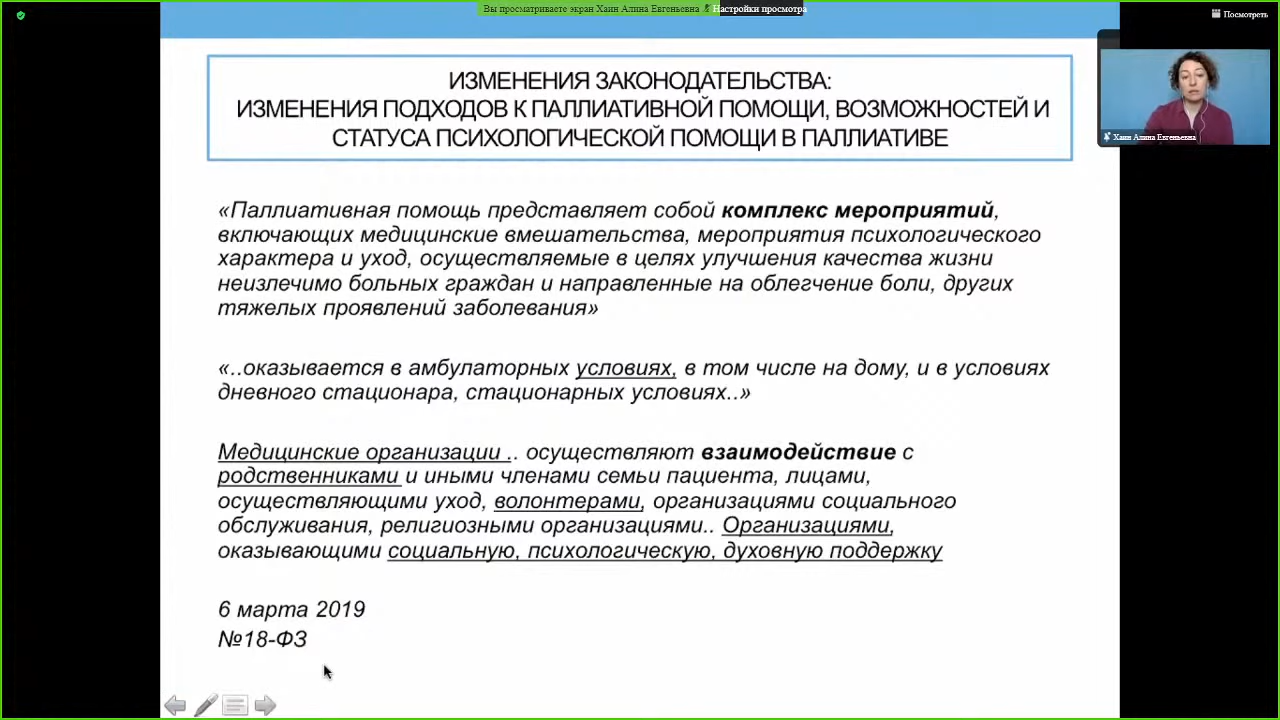 Вы просматриваете экран Хаин Алина Евгеньевна
Настройки просмотра
Посмотреть
ИЗМЕНЕНИЯ ЗАКОНОДАТЕЛЬСТВА:
ИЗМЕНЕНИЯ ПОДХОДОВ К ПАЛЛИАТИВНОЙ ПОМОЩИ, ВОЗМОЖНОСТЕЙ И
СТАТУСА ПСИХОЛОГИЧЕСКОЙ ПОМОЩИ В ПАЛЛИАТИВЕ
Хаин Алина Евгеньевна
«Паллиативная помощь представляет собой комплекс мероприятий,
включающих медицинские вмешательства, мероприятия психологического
характера и уход, осуществляемые в целях улучшения качества жизни
неизлечимо больных граждан и направленные на облегчение боли, других
тяжелых проявлений заболевания»
«..оказывается в амбулаторных условиях, в том числе на дому, и в условиях
дневного стационара, стационарных условиях..»
Медицинские организации .. осуществляют взаимодействие с
родственниками и иными членами семьи пациента, лицами,
осуществляющими уход, волонтерами, организациями социального
обслуживания, религиозными организациями.. Организациями,
оказывающими социальную, психологическую, духовную поддержку
6 марта 2019
№18-ФЗ